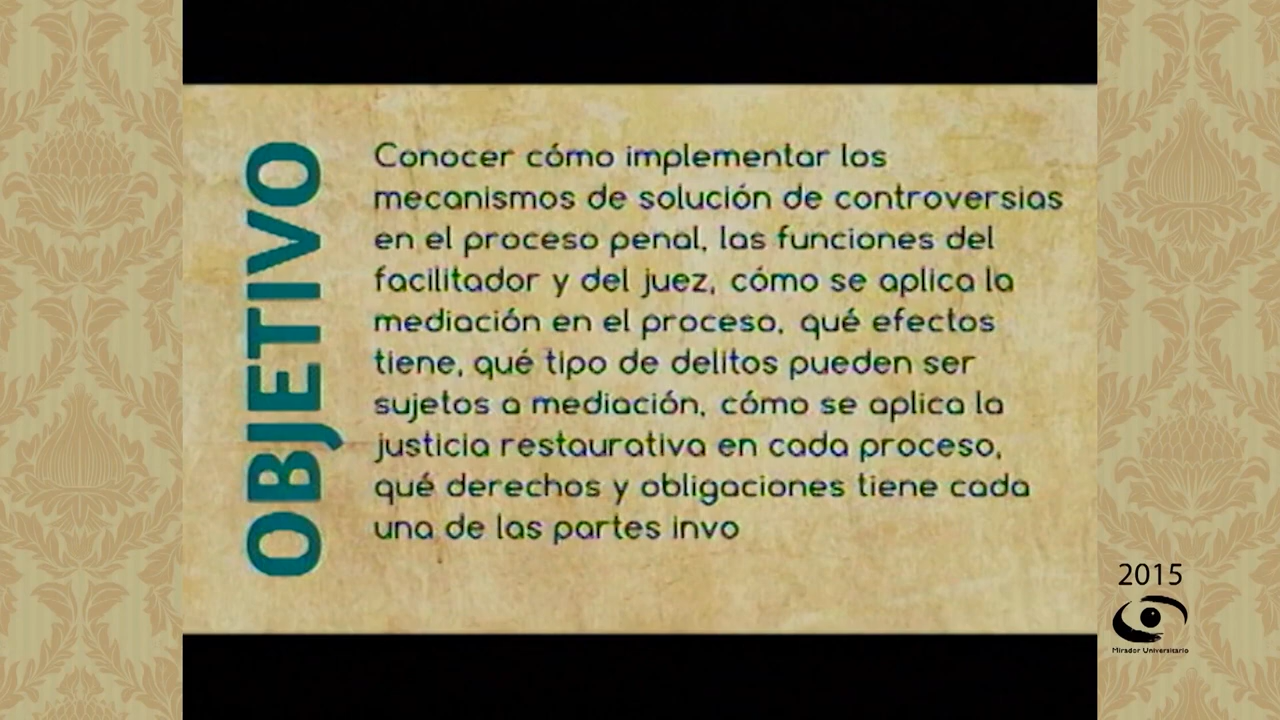 OBJETIVO
Conocer cómo implementar los
mecanismos de solución de controversias
en el proceso penal, las funciones del
facilitador y del juez, cómo se aplica la
mediación en el proceso, qué efectos
tiene, qué tipo de delitos pueden ser
sujetos a mediación, cómo se aplica la
justicia restaurativa en cada proceso,
qué derechos y obligaciones tiene cada
una de las partes invo
2015
Mirador Universitario